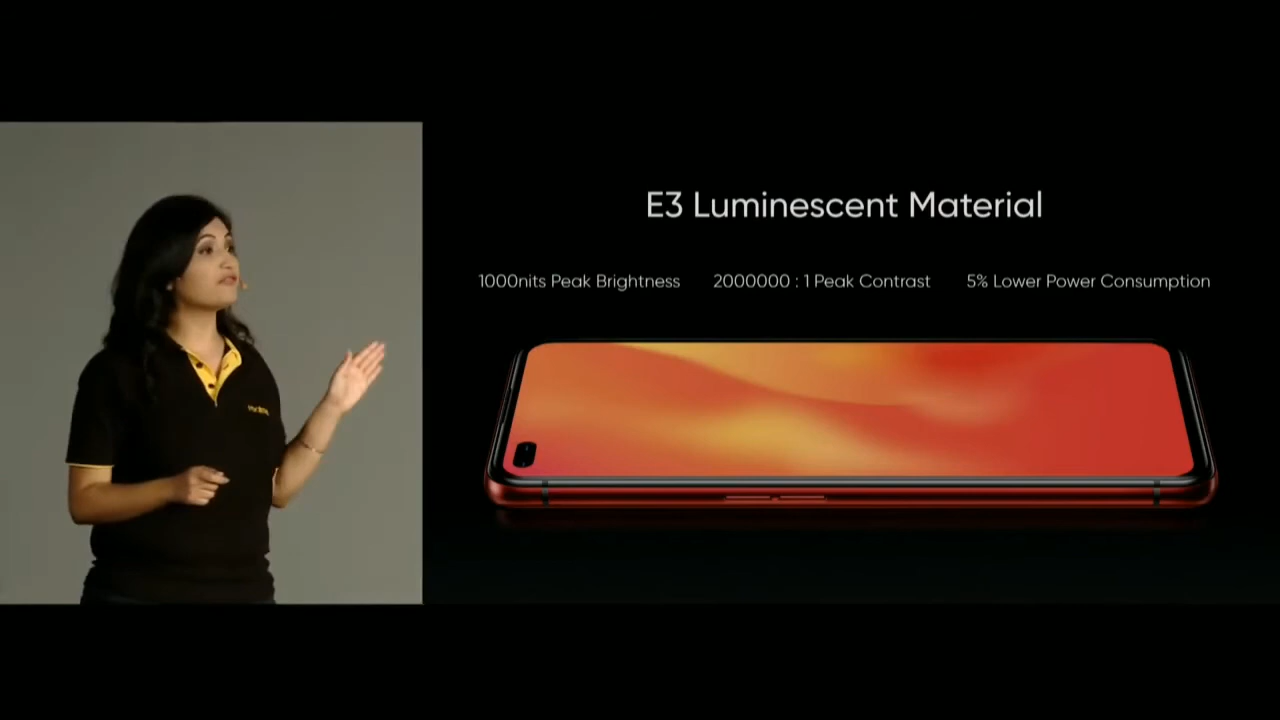 E3 Luminescent Material
1000nits Peak Brightness 2000000 : 1 Peak Contrast 5% Lower Power Consumption